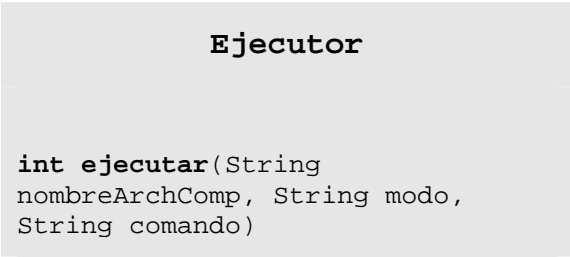 Ejecutor
int ejecutar(String
nombreArchComp, String modo,
String comando)